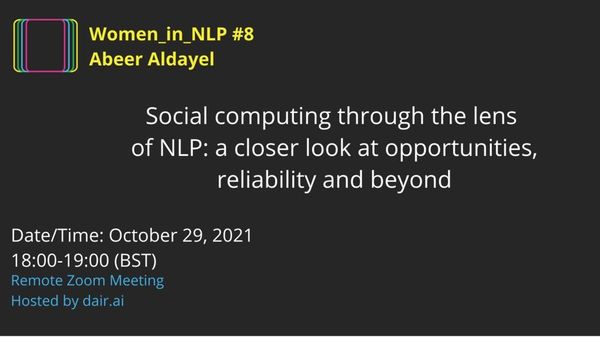 Women_in_NLP #8
Abeer Aldayel
Social computing through the lens
of NLP: a closer look at opportunities,
reliability and beyond
Date/Time: October 29, 2021
18:00-19:00 (BST)
Remote Zoom Meeting
Hosted by dair.ai